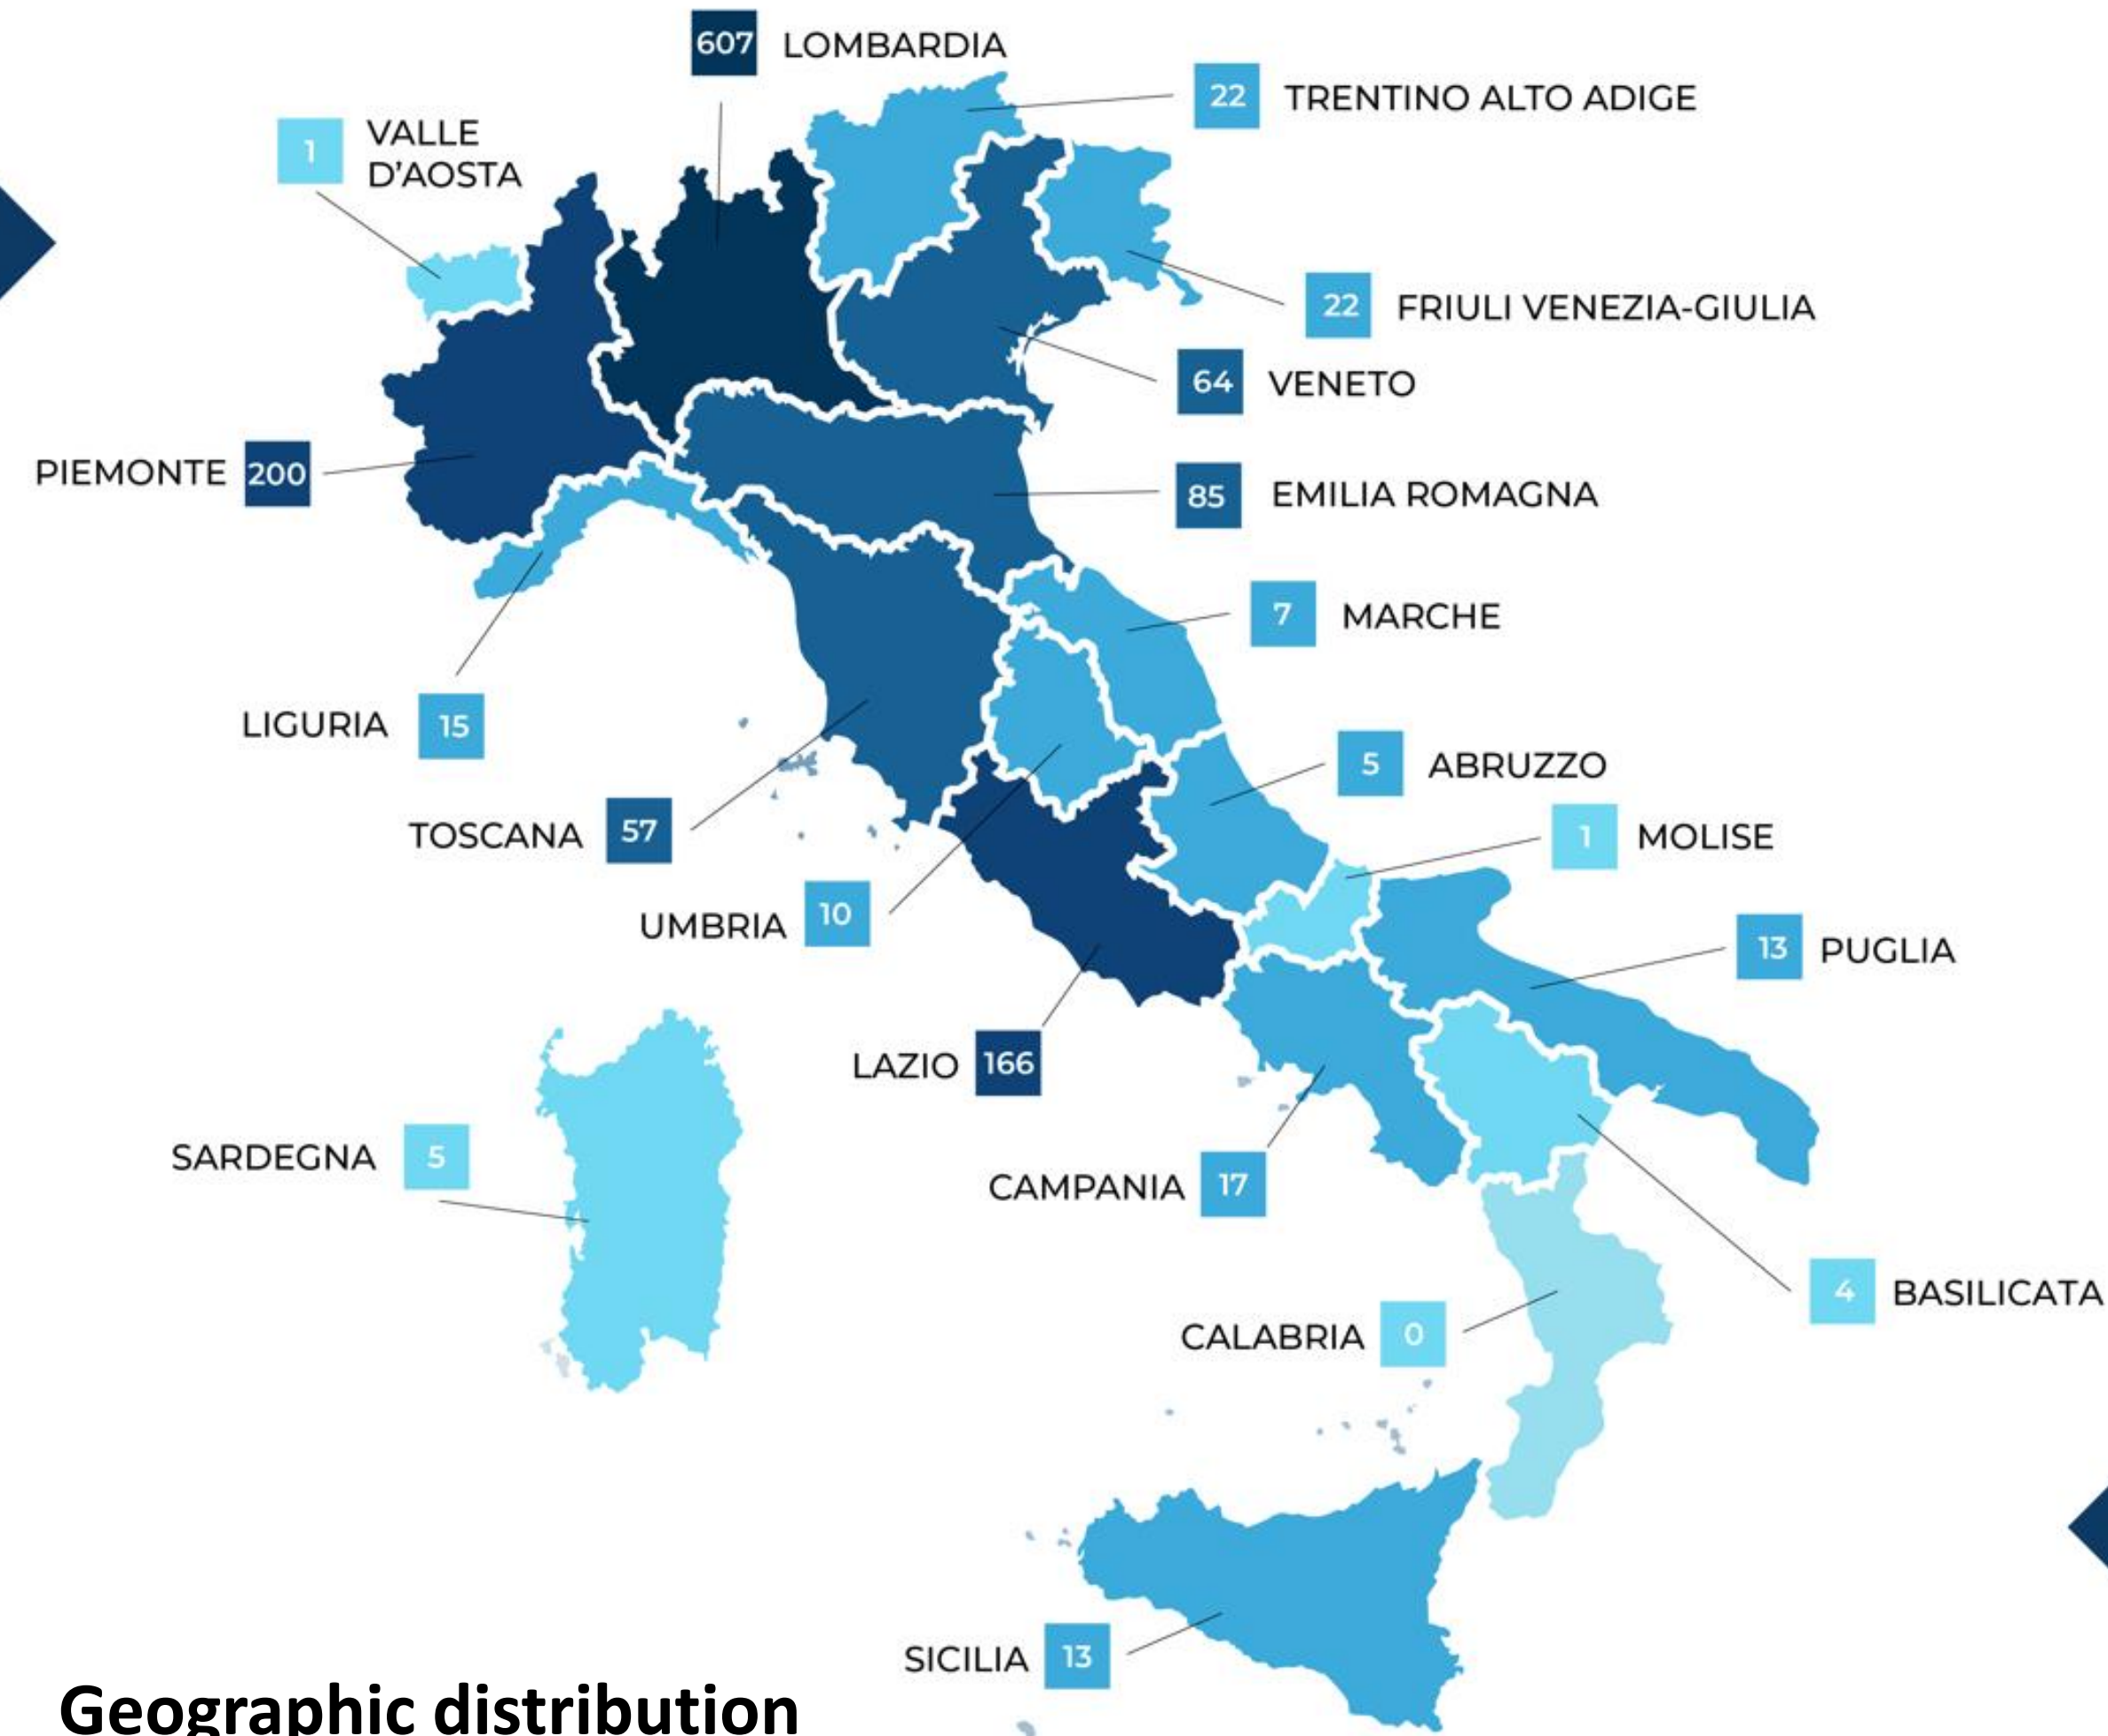 607 LOMBARDIA
22 TRENTINO ALTO ADIGE
1 VALLE
D'AOSTA
22 FRIULI VENEZIA-GIULIA
64 VENETO
PIEMONTE 200
85 EMILIA ROMAGNA
7 MARCHE
LIGURIA 15
5 ABRUZZO
TOSCANA 57
1 MOLISE
UMBRIA 10
13 PUGLIA
LAZIO 166
SARDEGNA 5
CAMPANIA 17
4 BASILICATA
CALABRIA 0
SICILIA 13
Geographic distribution